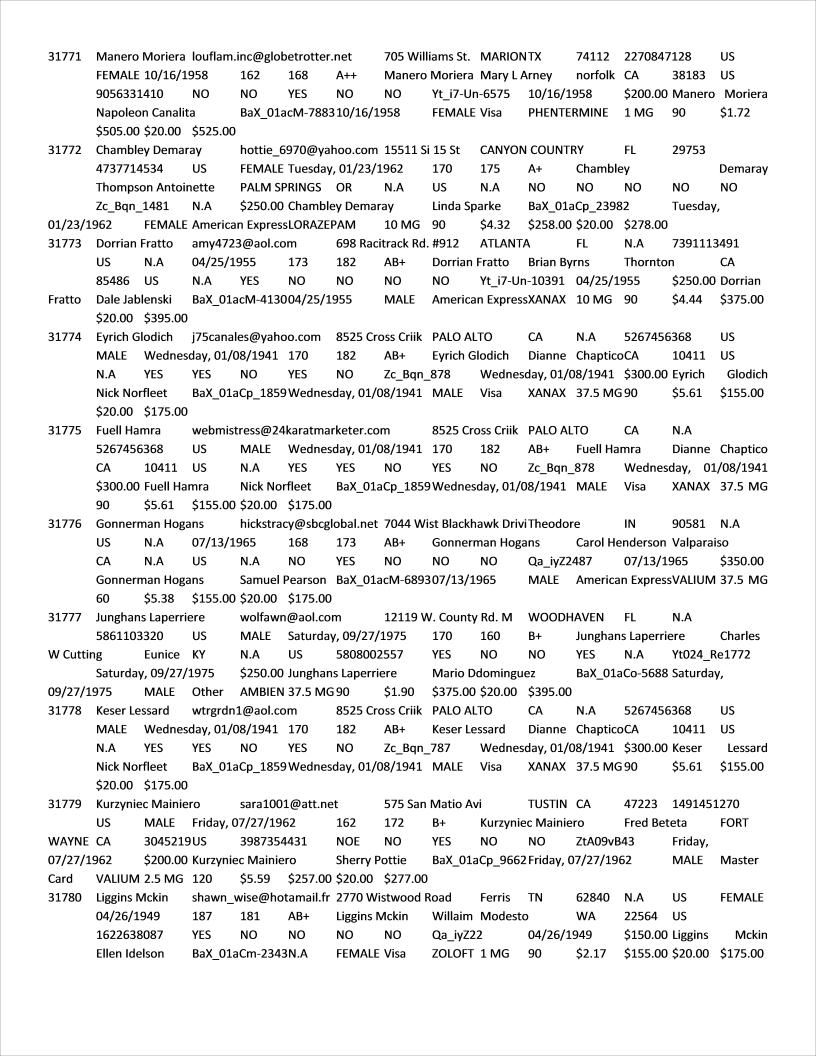 31771 Manero Moriera louflam.inc@globetrotter.net 705 Williams St. MARION TX 74112 2270847128 US
FEMALE 10/16/1958 162 168 A++ Manero Moriera Mary L Arney norfolk CA 38183 US
9056331410 NO NO YES NO NO Yt_i7-Un-6575 10/16/1958 $200.00 Manero Moriera
Napoleon Canalita BaX_01acM-7883 10/16/1958 FEMALE Visa PHENTERMINE 1 MG 90 $1.72
$505.00 $20.00 $525.00
31772 Chambley Demaray hottie_6970@yahoo.com 15511 Si 15 St CANYON COUNTRY FL 29753
4737714534 US FEMALE Tuesday, 01/23/1962 170 175 A+ Chambley Demaray
Thompson Antoinette PALM SPRINGS OR N.A US N.A NO NO NO NO NO
Zc_Bqn_1481 N.A $250.00 Chambley Demaray Linda Sparke BaX_01aCp_23982 Tuesday,
01/23/1962 FEMALE American Express LORAZEPAM 10 MG 90 $4.32 $258.00 $20.00 $278.00
31773 Dorrian Fratto amy4723@aol.com 698 Racitrack Rd. #912 ATLANTA FL N.A 7391113491
US N.A 04/25/1955 173 182 AB+ Dorrian Fratto Brian Byrns Thornton CA
85486 US N.A YES NO NO NO NO Yt_i7-Un-10391 04/25/1955 $250.00 Dorrian
Fratto Dale Jablenski BaX_01acM-4130 04/25/1955 MALE American Express XANAX 10 MG 90 $4.44 $375.00
$20.00 $395.00
31774 Eyrich Glodich j75canales@yahoo.com 8525 Cross Criik PALO ALTO CA N.A 5267456368 US
MALE Wednesday, 01/08/1941 170 182 AB+ Eyrich Glodich Dianne Chaptico CA 10411 US
N.A YES YES NO YES NO Zc_Bqn_878 Wednesday, 01/08/1941 $300.00 Eyrich Glodich
Nick Norfleet BaX_01aCp_1859 Wednesday, 01/08/1941 MALE Visa XANAX 37.5 MG 90 $5.61 $155.00
$20.00 $175.00
31775 Fuell Hamra webmistress@24karatmarketer.com 8525 Cross Criik PALO ALTO CA N.A
5267456368 US MALE Wednesday, 01/08/1941 170 182 AB+ Fuell Hamra Dianne Chaptico
CA 10411 US N.A YES YES NO YES NO Zc_Bqn_878 Wednesday, 01/08/1941
$300.00 Fuell Hamra Nick Norfleet BaX_01aCp_1859 Wednesday, 01/08/1941 MALE Visa XANAX 37.5 MG
90 $5.61 $155.00 $20.00 $175.00
31776 Gonnerman Hogans hickstracy@sbcglobal.net 7044 Wist Blackhawk Drivi Theodore IN 90581 N.A
US N.A 07/13/1965 168 173 AB+ Gonnerman Hogans Carol Henderson Valparaiso
CA N.A US N.A NO YES NO NO NO Qa_iyZ2487 07/13/1965 $350.00
Gonnerman Hogans Samuel Pearson BaX_01acM-6893 07/13/1965 MALE American Express VALIUM 37.5 MG
60 $5.38 $155.00 $20.00 $175.00
31777 Junghans Laperriere wolfawn@aol.com 12119 W. County Rd. M WOODHAVEN FL N.A
5861103320 US MALE Saturday, 09/27/1975 170 160 B+ Junghans Laperriere Charles
W Cutting Eunice KY N.A US 5808002557 YES NO NO YES N.A Yt024_Re1772
Saturday, 09/27/1975 $250.00 Junghans Laperriere Mario Ddominguez BaX_01aCo-5688 Saturday,
09/27/1975 MALE Other AMBIEN 37.5 MG 90 $1.90 $375.00 $20.00 $395.00
31778 Keser Lessard wtrgrdn1@aol.com 8525 Cross Criik PALO ALTO CA N.A 5267456368 US
MALE Wednesday, 01/08/1941 170 182 AB+ Keser Lessard Dianne Chaptico CA 10411 US
N.A YES YES NO YES NO Zc_Bqn_787 Wednesday, 01/08/1941 $300.00 Keser Lessard
Nick Norfleet BaX_01aCp_1859 Wednesday, 01/08/1941 MALE Visa XANAX 37.5 MG 90 $5.61 $155.00
$20.00 $175.00
31779 Kurzyniec Mainiero sara1001@att.net 575 San Matio Avi TUSTIN CA 47223 1491451270
US MALE Friday, 07/27/1962 162 172 B+ Kurzyniec Mainiero Fred Beteta FORT
WAYNE CA 3045219 US 3987354431 NOE NO YES NO NO ZtA09vB43 Friday,
07/27/1962 $200.00 Kurzyniec Mainiero Sherry Pottie BaX_01aCp_9662 Friday, 07/27/1962 MALE Master
Card VALIUM 2.5 MG 120 $5.59 $257.00 $20.00 $277.00
31780 Liggins Mckin shawn_wise@hotamail.fr 2770 Wistwood Road Ferris TN 62840 N.A US FEMALE
04/26/1949 187 181 AB+ Liggins Mckin Willaim Modesto WA 22564 US
1622638087 YES NO NO NO NO Qa_iyZ22 04/26/1949 $150.00 Liggins Mckin
Ellen Idelson BaX_01aCm-2343 N.A FEMALE Visa ZOLOFT 1 MG 90 $2.17 $155.00 $20.00 $175.00